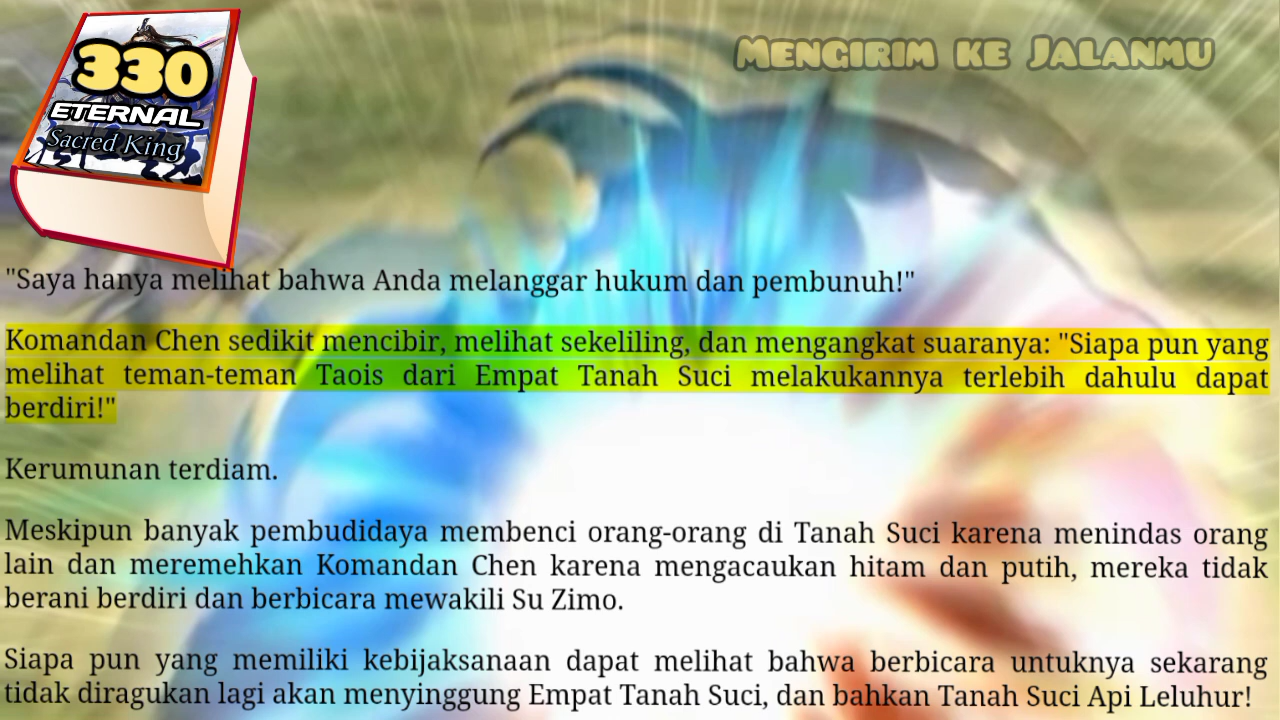 330
ETERNAL
Sacred King
Mengirim ke Jalanmu
"Saya hanya melihat bahwa Anda melanggar hukum dan pembunuh!"
Komandan Chen sedikit mencibir, melihat sekeliling, dan mengangkat suaranya: "Siapa pun yang
melihat teman-teman Taois dari Empat Tanah Suci melakukannya terlebih dahulu dapat
berdiri!"
Kerumunan terdiam.
Meskipun banyak pembudidaya membenci orang-orang di Tanah Suci karena menindas orang
lain dan meremehkan Komandan Chen karena mengacaukan hitam dan putih, mereka tidak
berani berdiri dan berbicara mewakili Su Zimo.
Siapa pun yang memiliki kebijaksanaan dapat melihat bahwa berbicara untuknya sekarang
tidak diragukan lagi akan menyinggung Empat Tanah Suci, dan bahkan Tanah Suci Api Leluhur!